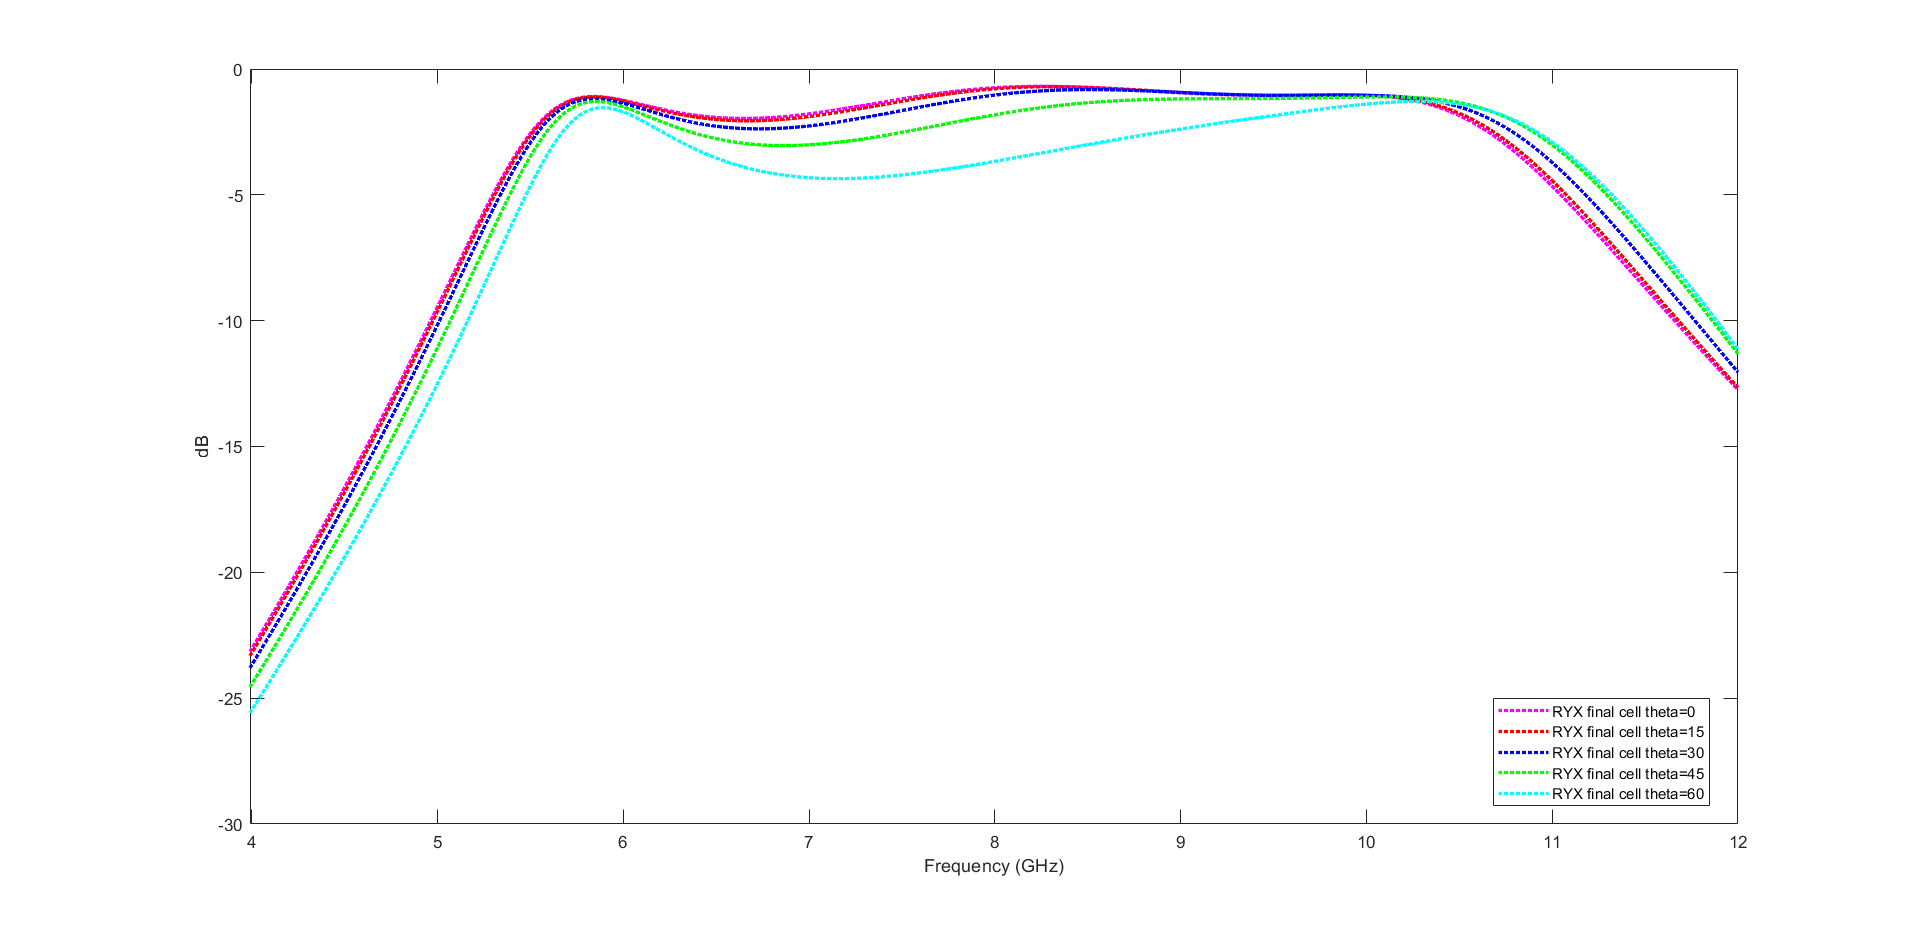 0
-5
-10
-15
-20
-25
-30
dB
4 5 6 7 8 9 10 11 12
Frequency (GHz)
RYX final cell theta=0
RYX final cell theta=15
RYX final cell theta=30
RYX final cell theta=45
RYX final cell theta=60